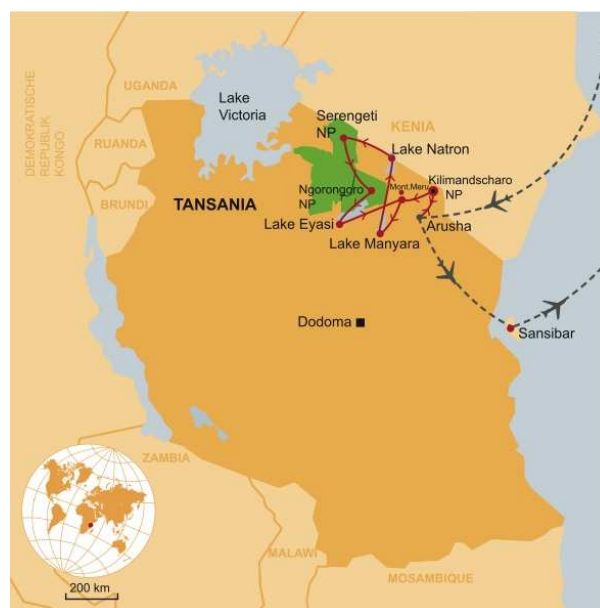 UGANDA
DEMOKRATISCHE
REPUBLIK
KONGO
RUANDA
BRUNDI
Lake
Victoria
Serengeti
NP
KENIA
Lake Natron
Ngorongoro
NP
Mont.Meru
Kilimandscharo
NP
TANSANIA
Lake Eyasi
Arusha
Lake Manyara
Dodoma
Sansibar
ZAMBIA
MALAWI
MOSAMBIQUE
200 km